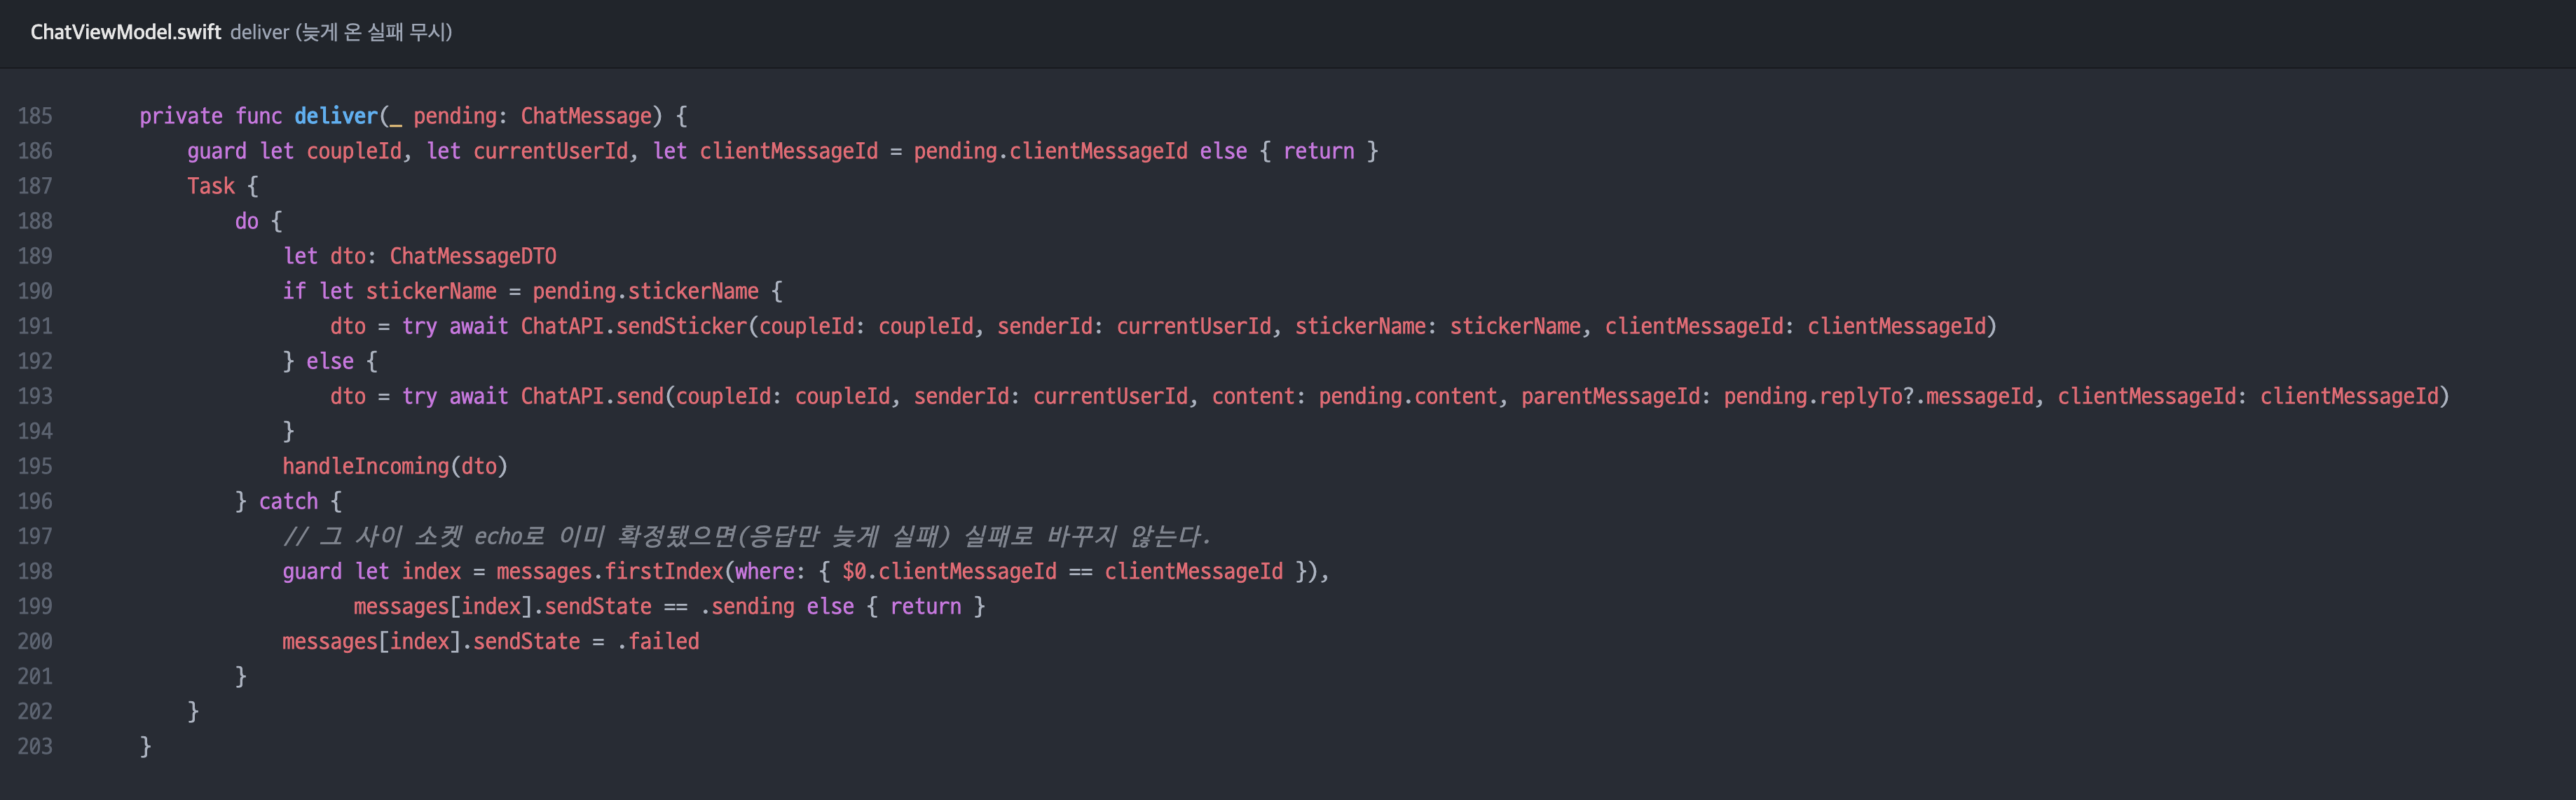 ChatViewModel.swift deliver (늦게 온 실패 무시)
185 private func deliver(_ pending: ChatMessage) {
186 guard let coupleId, let currentUserId, let clientMessageId = pending.clientMessageId else { return }
187 Task {
188 do {
189 let dto: ChatMessageDTO
190 if let stickerName = pending.stickerName {
191 dto = try await ChatAPI.sendSticker(coupleId: coupleId, senderId: currentUserId, stickerName: stickerName, clientMessageId: clientMessageId)
192 } else {
193 dto = try await ChatAPI.send(coupleId: coupleId, senderId: currentUserId, content: pending.content, parentMessageId: pending.replyTo?.messageId, clientMessageId: clientMessageId)
194 }
195 handleIncoming(dto)
196 } catch {
197 // 그 사이 소켓 echo로 이미 확정됐으면(응답만 늦게 실패) 실패로 바꾸지 않는다.
198 guard let index = messages.firstIndex(where: { $0.clientMessageId == clientMessageId }),
199 messages[index].sendState == .sending else { return }
200 messages[index].sendState = .failed
201 }
202 }
203 }